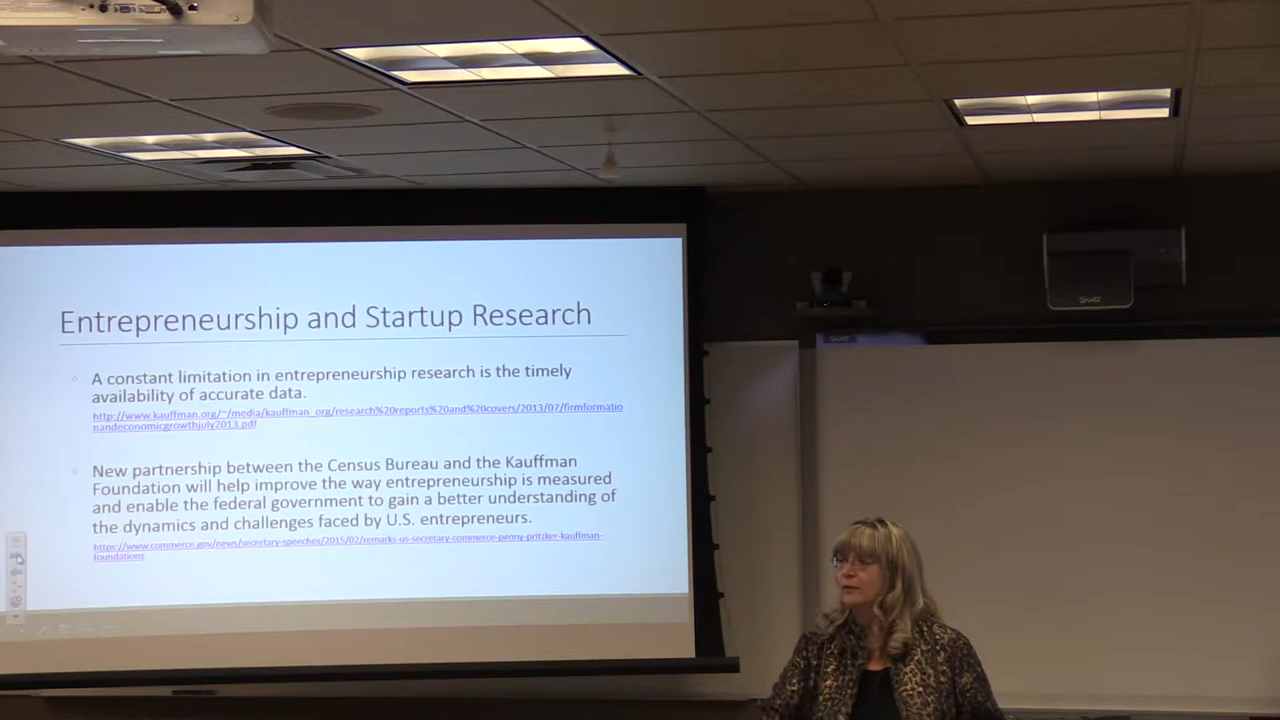 Entrepreneurship and Startup Research
A constant limitation in entrepreneurship research is the timely
availability of accurate data.
http://www.kauffman.org/~/media/kauffman_org/research%20reports%20and%20covers/2013/07/firmformatio
nandeconomicgrowthjuly2013.pdf
New partnership between the Census Bureau and the Kauffman
Foundation will help improve the way entrepreneurship is measured
and enable the federal government to gain a better understanding of
the dynamics and challenges faced by U.S. entrepreneurs.
https://www.commerce.gov/news/secretary-speeches/2015/02/remarks-us-secretary-commerce-penny-pritzker-kauffman-
foundations
SMART
SMART